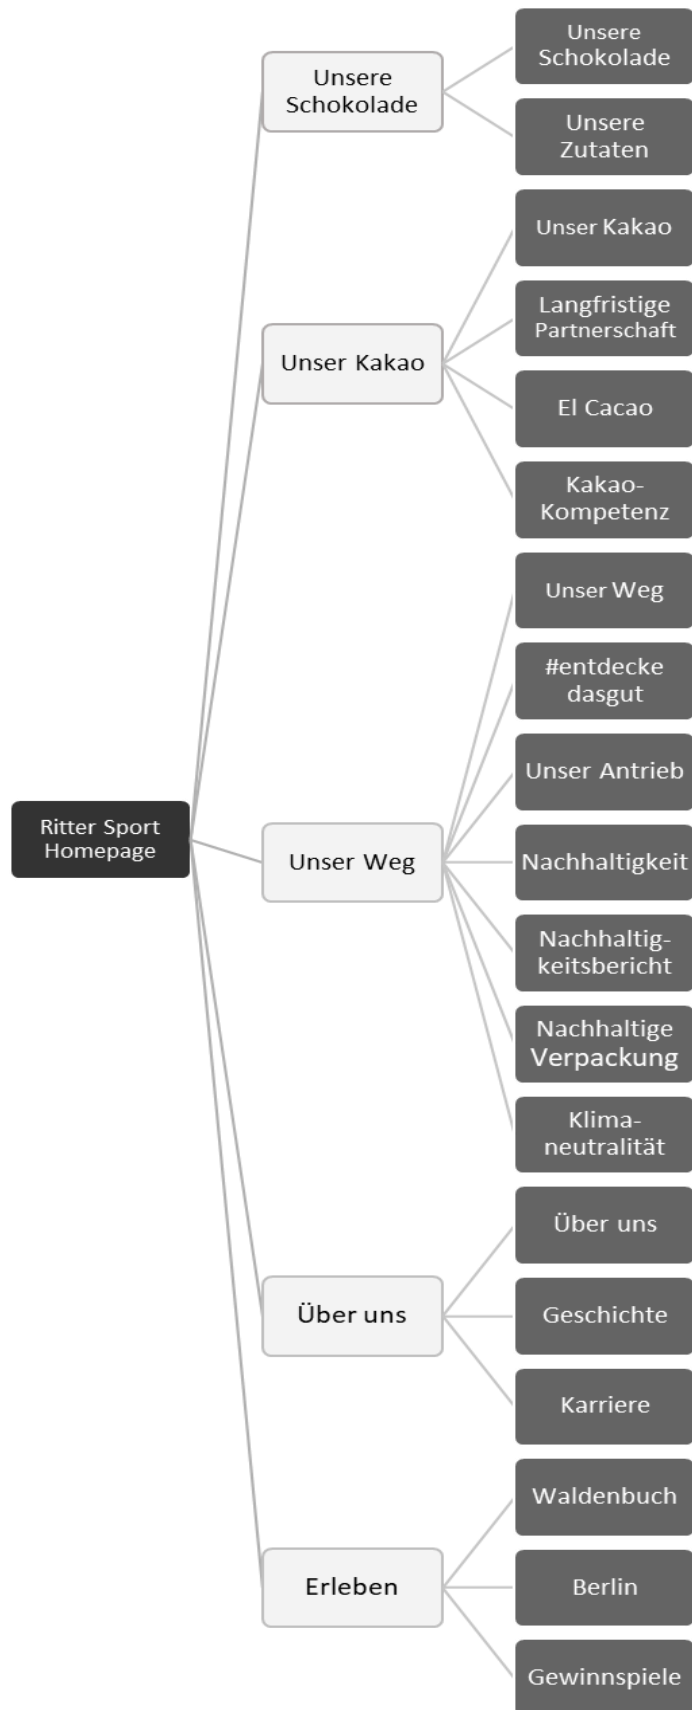 Ritter Sport
Homepage
Unsere
Schokolade
Unsere
Schokolade
Unsere
Zutaten
Unser Kakao
Unser Kakao
Langfristige
Partnerschaft
El Cacao
Kakao-
Kompetenz
Unser Weg
Unser Weg
#entdecke
dasgut
Unser Antrieb
Nachhaltigkeit
Nachhaltig-
keitsbericht
Nachhaltige
Verpackung
Klima-
neutralität
Über uns
Über uns
Geschichte
Karriere
Erleben
Waldenbuch
Berlin
Gewinnspiele